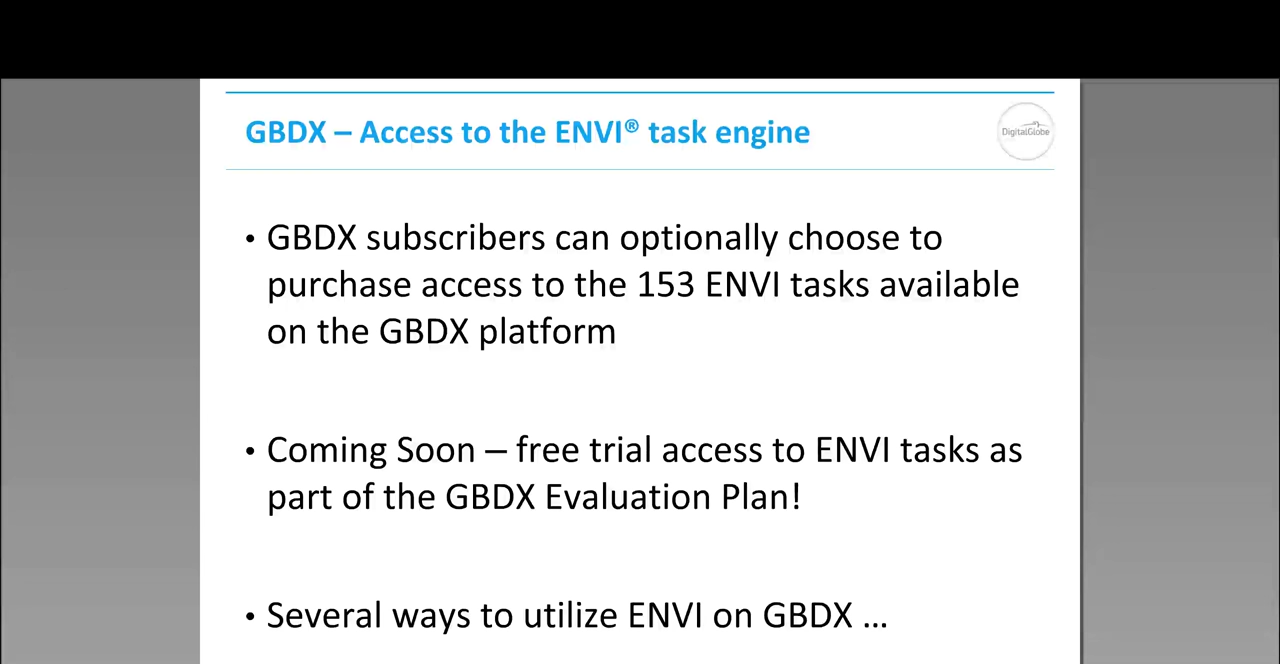 GBDX – Access to the ENVI® task engine
DigitalGlobe
• GBDX subscribers can optionally choose to
purchase access to the 153 ENVI tasks available
on the GBDX platform
• Coming Soon – free trial access to ENVI tasks as
part of the GBDX Evaluation Plan!
• Several ways to utilize ENVI on GBDX ...